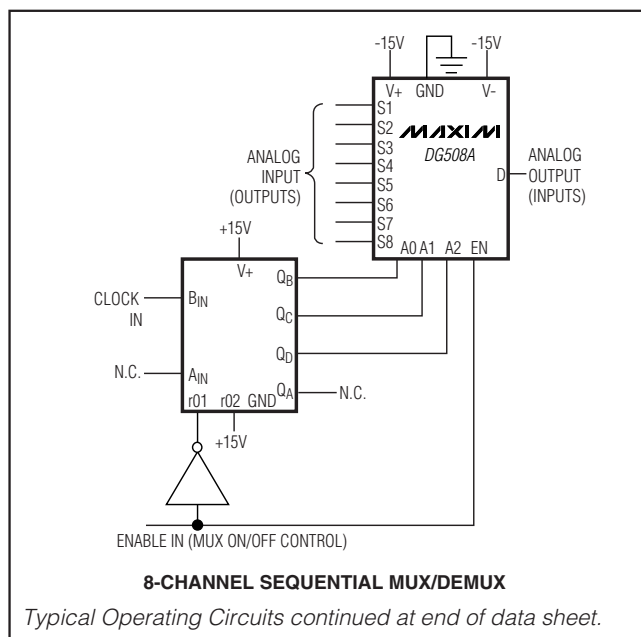 -15V
-15V
V+ GND V-
S1
S2
S3
S4
S5
S6
S7
S8
MAXIM
DG508A
D
ANALOG
OUTPUT
(INPUTS)
ANALOG
INPUT
(OUTPUTS)
A0 A1 A2 EN
+15V
V+
QB
QC
QD
QA
N.C.
CLOCK
IN
BIN
N.C.
AIN
r01 r02 GND
+15V
ENABLE IN (MUX ON/OFF CONTROL)
8-CHANNEL SEQUENTIAL MUX/DEMUX
Typical Operating Circuits continued at end of data sheet.